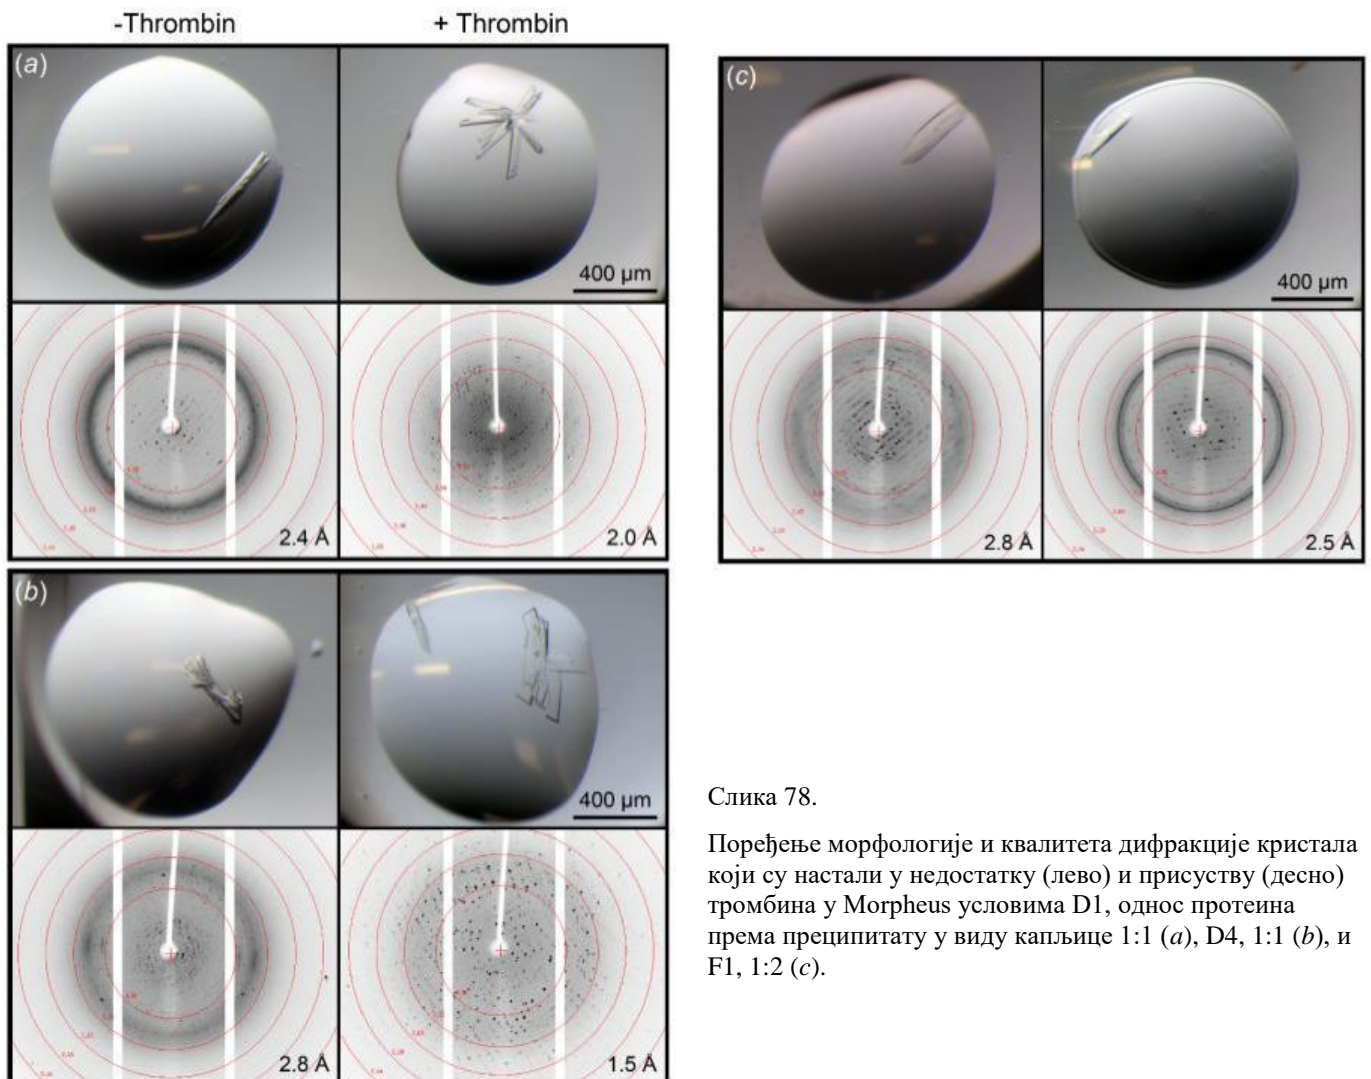 -Thrombin
+ Thrombin
(a)
400 µm
2.4 Å
2.0 Å
(b)
400 µm
2.8 Å
1.5 Å
(c)
400 µm
2.8 Å
2.5 Å
Слика 78.
Поређење морфологије и квалитета дифракције кристала
који су настали у недостатку (лево) и присуству (десно)
тромбина у Morpheus условима D1, однос протеина
према преципитату у виду капљице 1:1 (a), D4, 1:1 (b), и
F1, 1:2 (c).